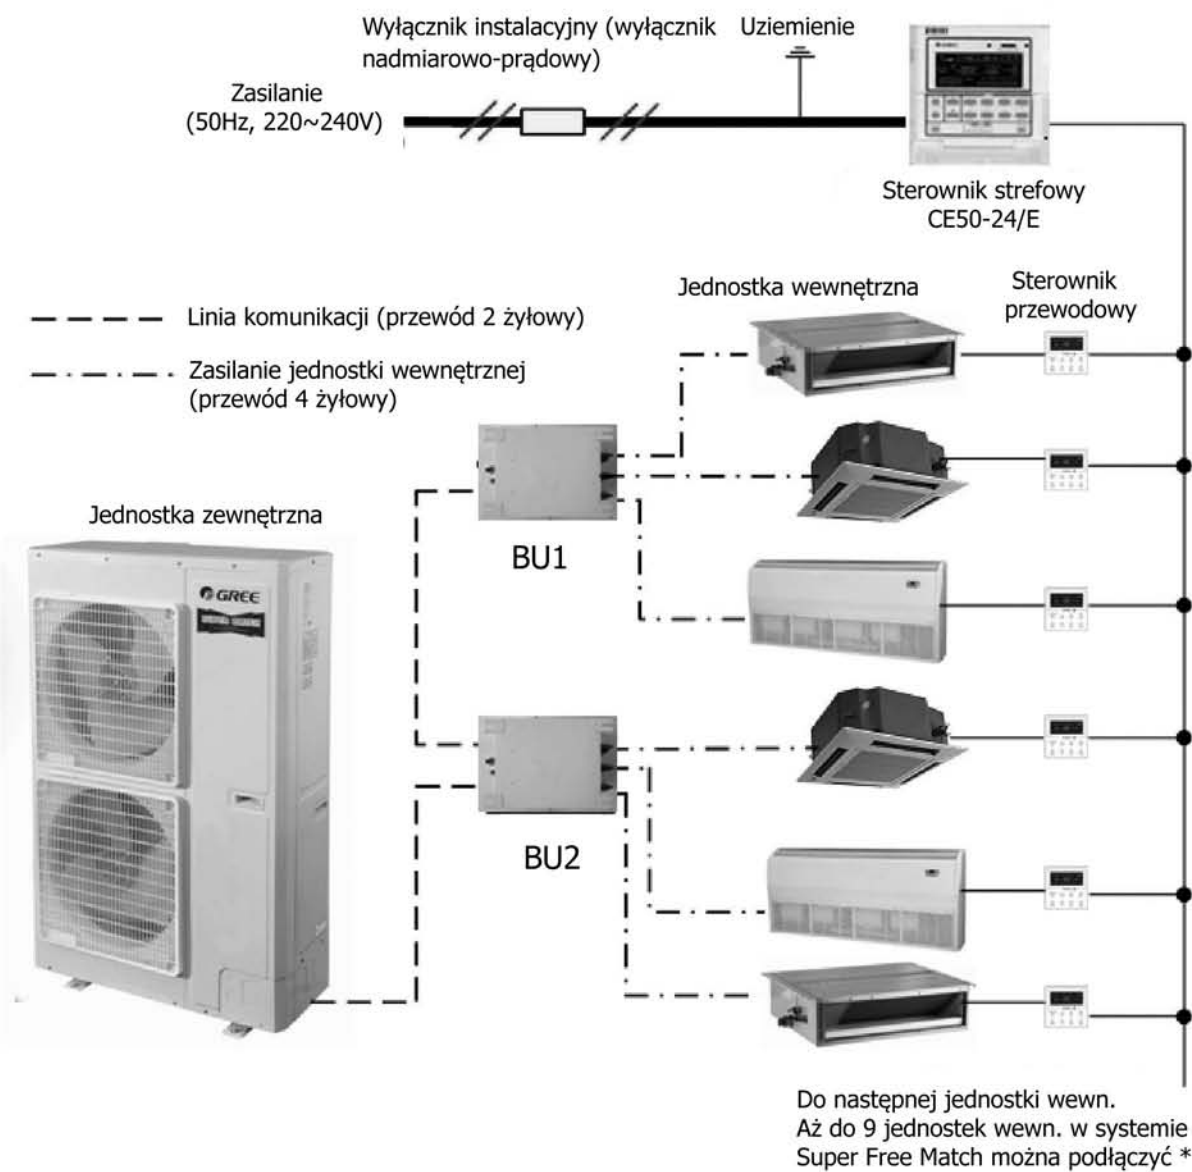 Wyłącznik instalacyjny (wyłącznik
nadmiarowo-prądowy)
Uziemienie
Zasilanie
(50Hz, 220~240V)
GREE
Sterownik strefowy
CE50-24/E
Jednostka wewnętrzna
Sterownik
przewodowy
Linia komunikacji (przewód 2 żyłowy)
Zasilanie jednostki wewnętrznej
(przewód 4 żyłowy)
Jednostka zewnętrzna
GREE
BU1
BU2
Do następnej jednostki wewn.
Aż do 9 jednostek wewn. w systemie
Super Free Match można podłączyć *